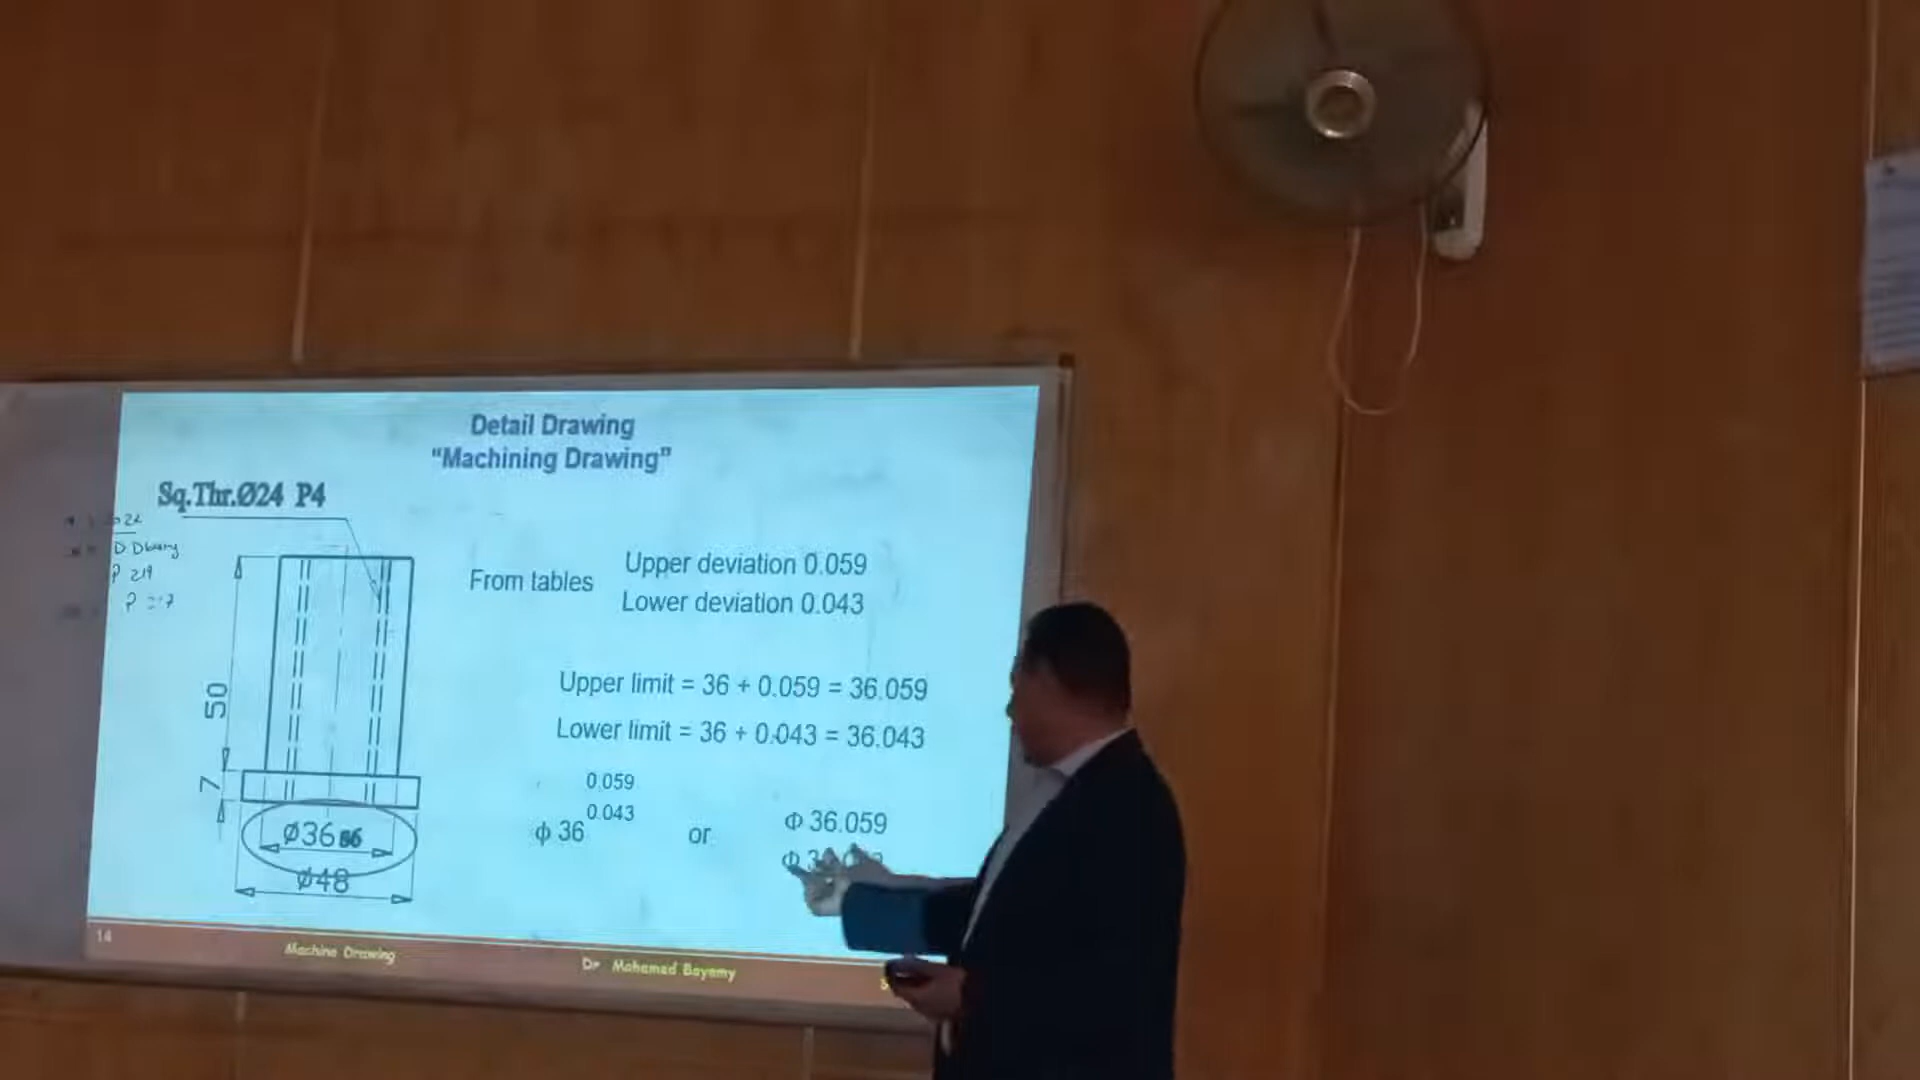 Detail Drawing
“Machining Drawing”
Sq.Thr.Ø24 P4
From tables
Upper deviation 0.059
Lower deviation 0.043
Upper limit = 36 + 0.059 = 36.059
Lower limit = 36 + 0.043 = 36.043
50
7
Ø36 s6
Ø48
0.059
0.043
ϕ 36
or
Φ 36.059
14
Machine Drawing
Dr Mohamed Bayomy